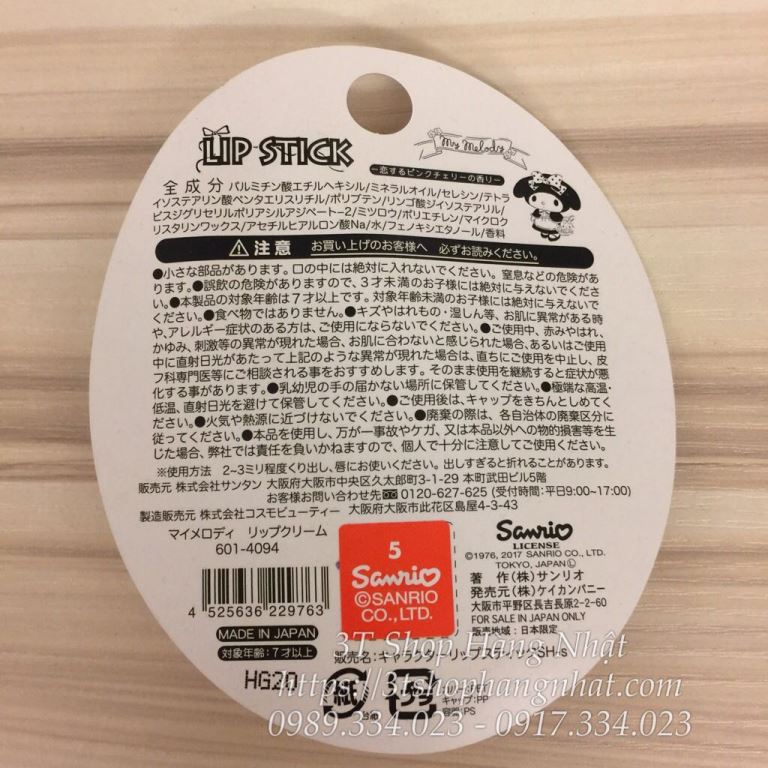 LIP STICK
My Melody
ー恋するピンクチェリーの香りー
全成分 パルミチン酸エチルヘキシル/ミネラルオイル/セレシン/テトラ
イソステアリン酸ペンタエリスリチル/ポリブテン/リンゴ酸ジイソステアリル/
ビスジグリセリルポリアシルアジペート-2/ミツロウ/ポリエチレン/マイクロク
リスタリンワックス/アセチルヒアルロン酸Na/水/フェノキシエタノール/香料
注意 お買い上げのお客様へ 必ずお読みください。
●小さな部品があります。口の中には絶対に入れないでください。窒息などの危険があ
ります。●誤飲の危険がありますので、3才未満のお子様には絶対に与えないでくださ
い。●本製品の対象年齢は7才以上です。対象年齢未満のお子様には絶対に与えないで
ください。●食べ物ではありません。●キズやはれもの・湿しん等、お肌に異常がある時
や、アレルギー症状のある方は、ご使用にならないでください。●ご使用中、赤みやはれ、
かゆみ、刺激等の異常が現れた場合、お肌に合わないと感じられた場合、あるいはご使用
中に直射日光があたって上記のような異常が現れた場合は、直ちにご使用を中止し、皮
フ科専門医等にご相談される事をおすすめします。そのまま使用を継続すると症状が悪
化する事があります。●乳幼児の手の届かない場所に保管してください。●極端な高温・
低温、直射日光を避けて保管してください。●ご使用後は、キャップをきちんとしめてく
ださい。●火気や熱源に近づけないでください。●廃棄の際は、各自治体の廃棄区分に
従ってください。●本品を使用し、万が一事故やケガ、又は本品以外への物的損害等を生
じた場合、弊社では責任を負いかねますので、個人で十分に注意してご使用ください。
※使用方法 2~3ミリ程度くり出し、唇にお使いください。出しすぎると折れることがあります。
販売元 株式会社サンタン 大阪府大阪市中央区久太郎町3-1-29 本町武田ビル5階
お客様お問い合わせ先 0120-627-625 (受付時間:平日9:00~17:00)
製造販売元 株式会社コスモビューティー 大阪府大阪市此花区島屋4-3-43
マイメロディ リップクリーム
601-4094
4 525636 229763
MADE IN JAPAN
対象年齢:7才以上
HG20
5
Sanrio
©SANRIO
CO.,LTD.
Sanrio
LICENSE
©1976, 2017 SANRIO CO., LTD.
TOKYO, JAPAN Ⓛ
著 作(株)サンリオ
発売元(株)ケイカンパニー
大阪市平野区長吉長原2-2-60
FOR SALE IN JAPAN ONLY
販売地域:日本限定
販売名:キャラクターリップスティックSH-s
紙
台紙
プラ
キャップ:PP
容器:PS
3T Shop Hàng Nhật
https://3tshophangnhat.com
0989.334.023 - 0917.334.023